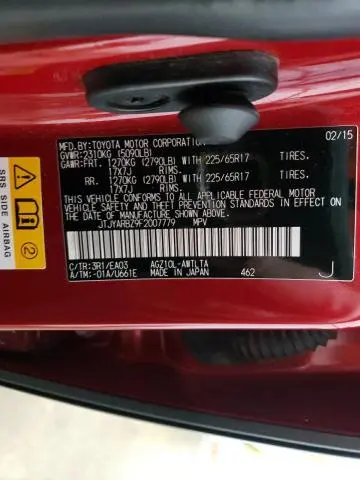 02/15
MFD.BY:TOYOTA MOTOR CORPORATION
GVWR:2310KG (5090LB)
GAWR:FRT. 1270KG (2790LB) WITH 225/65R17 TIRES.
17X7J RIMS.
RR. 1270KG (2790LB) WITH 225/65R17 TIRES.
17X7J RIMS.
THIS VEHICLE CONFORMS TO ALL APPLICABLE FEDERAL MOTOR
VEHICLE SAFETY, BUMPER, AND THEFT PREVENTION STANDARDS IN
EFFECT ON THE DATE OF MANUFACTURE SHOWN ABOVE.
JTJYARBZ9F2007779 MPV
C/TR:3R1/EA03 AGZ10L-AWTLTA
A/TM:-01A/U661E MADE IN JAPAN 462 J
SRS SIDE AIRBAG
2